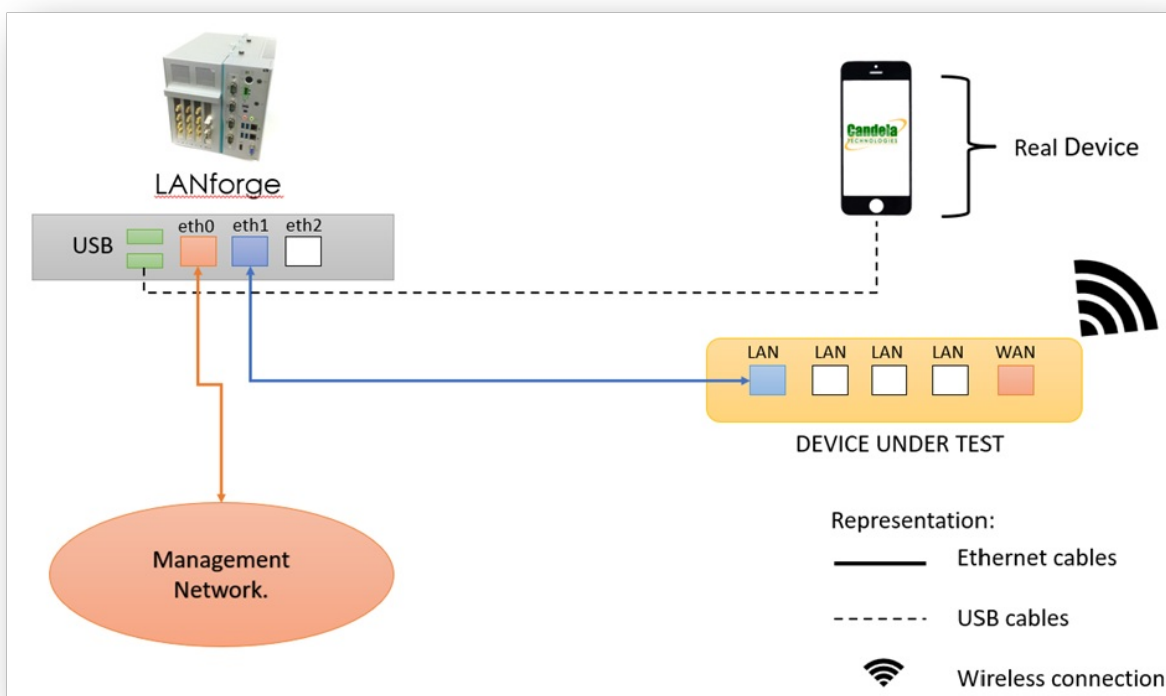 Candela
TECHNOLOGIES
Real Device
LANforge
USB
eth0
eth1
eth2
LAN
LAN
LAN
LAN
WAN
DEVICE UNDER TEST
Management
Network.
Representation:
Ethernet cables
USB cables
Wireless connection